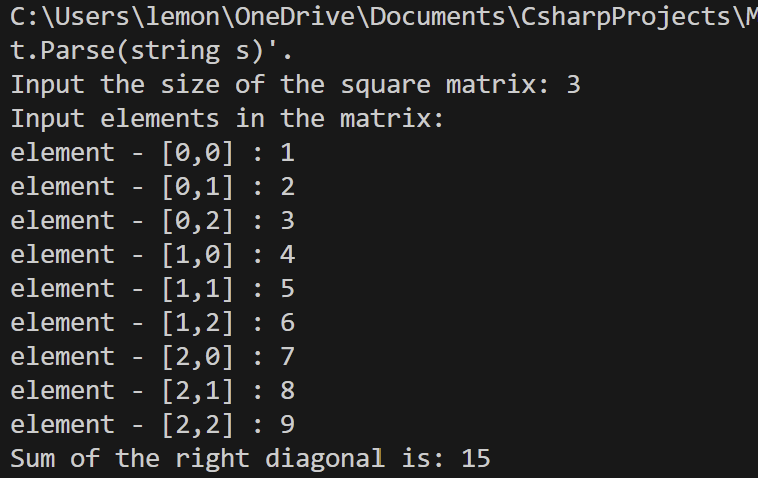 C:\Users\lemon\OneDrive\Documents\CsharpProjects\M
t.Parse(string s)'.
Input the size of the square matrix: 3
Input elements in the matrix:
element - [0,0] : 1
element - [0,1] : 2
element - [0,2] : 3
element - [1,0] : 4
element - [1,1] : 5
element - [1,2] : 6
element - [2,0] : 7
element - [2,1] : 8
element - [2,2] : 9
Sum of the right diagonal is: 15